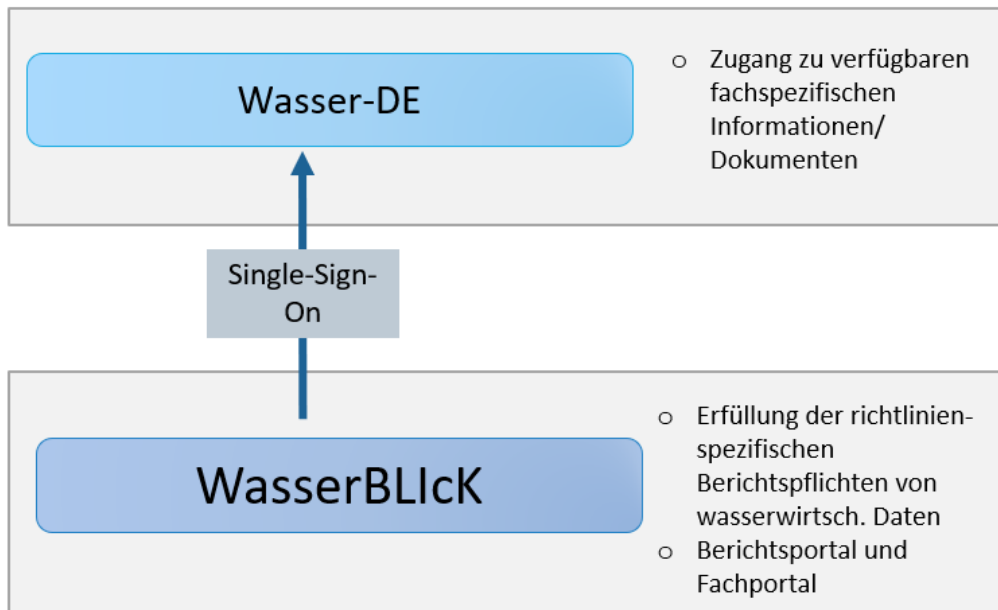 Wasser-DE
o Zugang zu verfügbaren
fachspezifischen
Informationen/
Dokumenten
Single-Sign-
On
WasserBLIcK
o Erfüllung der richtlinien-
spezifischen
Berichtspflichten von
wasserwirtsch. Daten
o Berichtsportal und
Fachportal